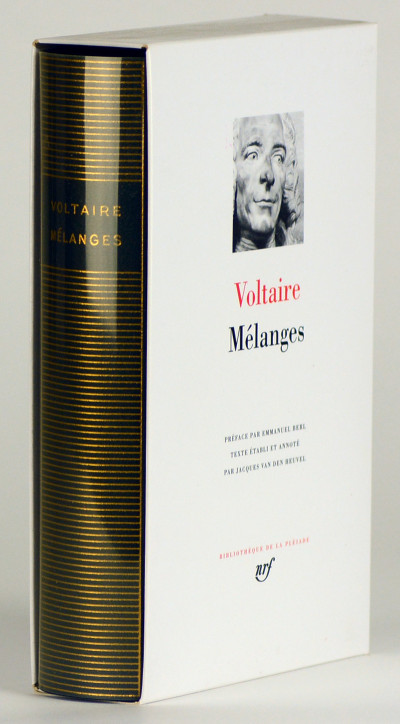 VOLTAIRE
MÉLANGES
Voltaire
Mélanges
PRÉFACE PAR EMMANUEL BERL
TEXTE ÉTABLI ET ANNOTÉ
PAR JACQUES VAN DEN HEUVEL
BIBLIOTHÈQUE DE LA PLÉIADE
nrf